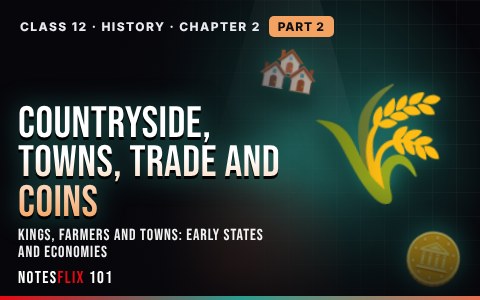 CLASS 12 · HISTORY · CHAPTER 2 PART 2
COUNTRYSIDE,
TOWNS, TRADE AND
COINS
KINGS, FARMERS AND TOWNS: EARLY STATES
AND ECONOMIES
NOTESFLIX 101